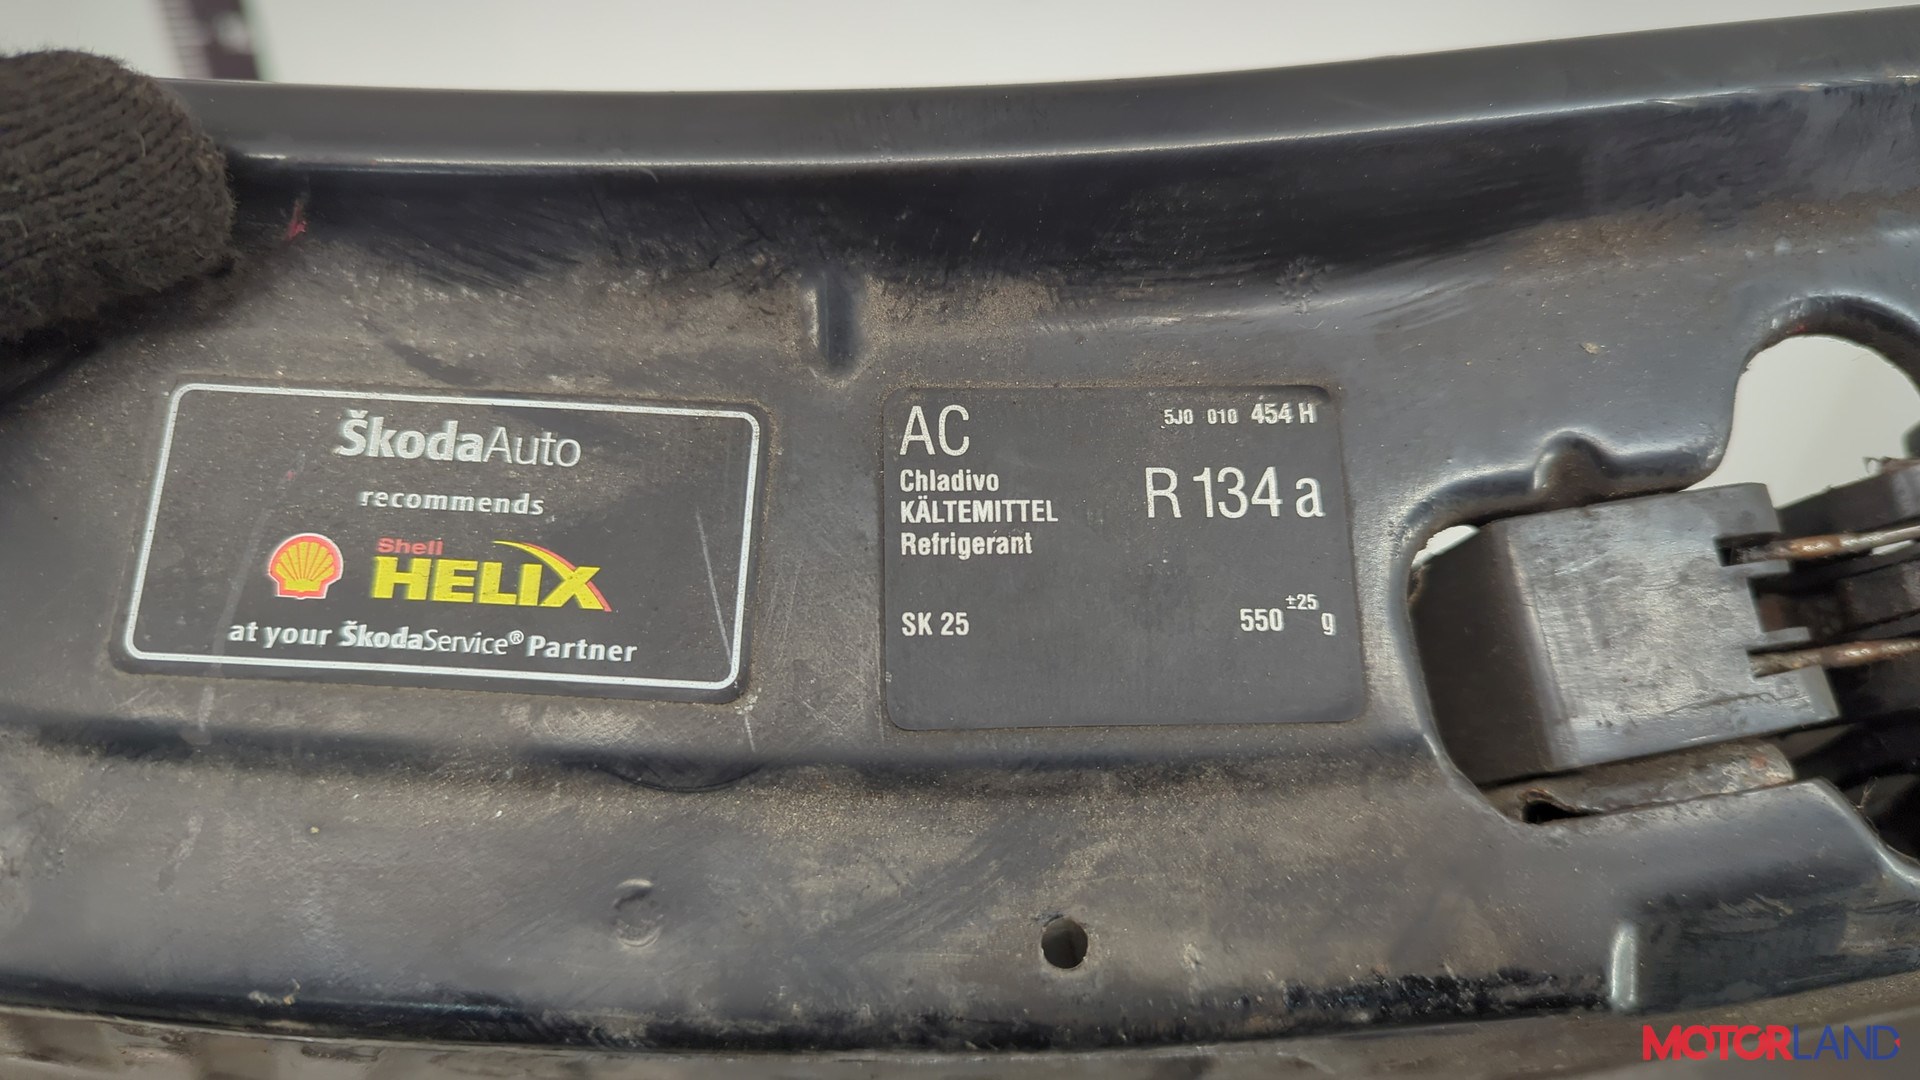 ŠkodaAuto
recommends
Shell
HELIX
at your ŠkodaService® Partner
AC
5J0 010 454 H
Chladivo
KÄLTEMITTEL
Refrigerant
R 134 a
SK 25
550 ±25 g
MOTORLAND